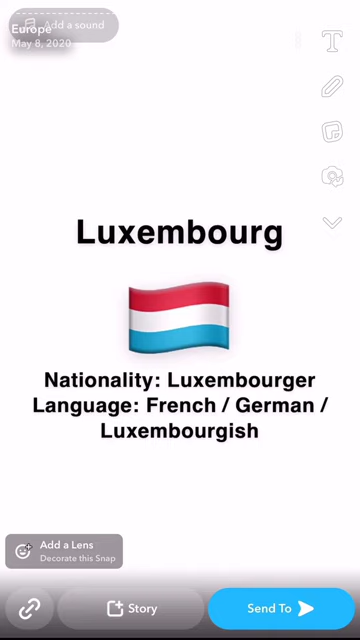 Add a sound
Europe
May 8, 2020
Luxembourg
Nationality: Luxembourger
Language: French / German /
Luxembourgish
Add a Lens
Decorate this Snap
Story
Send To